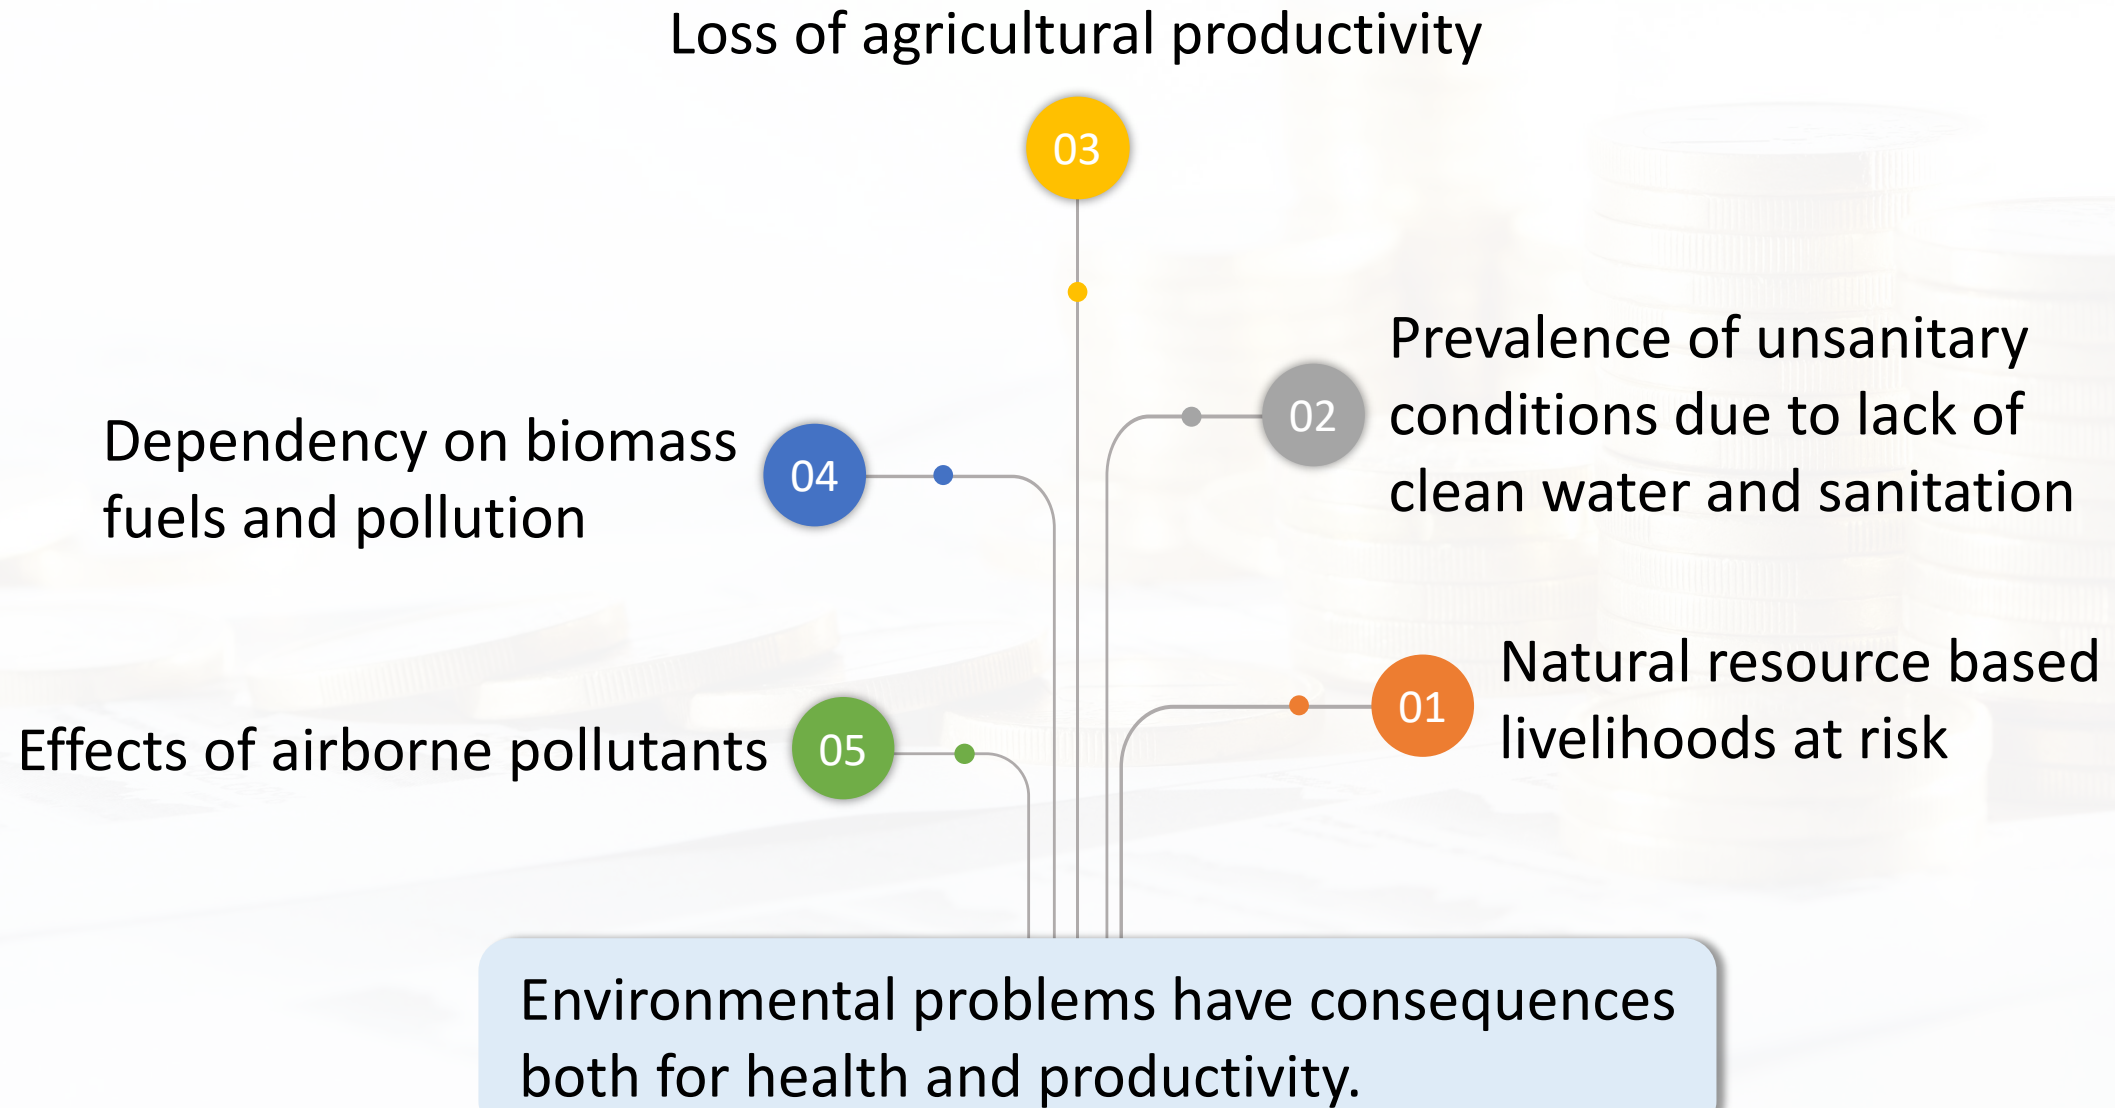 Loss of agricultural productivity
03
Prevalence of unsanitary
conditions due to lack of
clean water and sanitation
02
Dependency on biomass
fuels and pollution
04
Natural resource based
livelihoods at risk
01
Effects of airborne pollutants
05
Environmental problems have consequences
both for health and productivity.